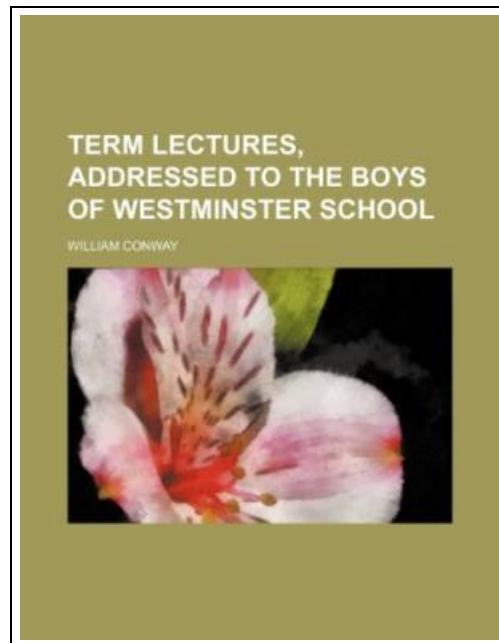 TERM LECTURES,
ADDRESSED TO THE BOYS
OF WESTMINSTER SCHOOL
WILLIAM CONWAY